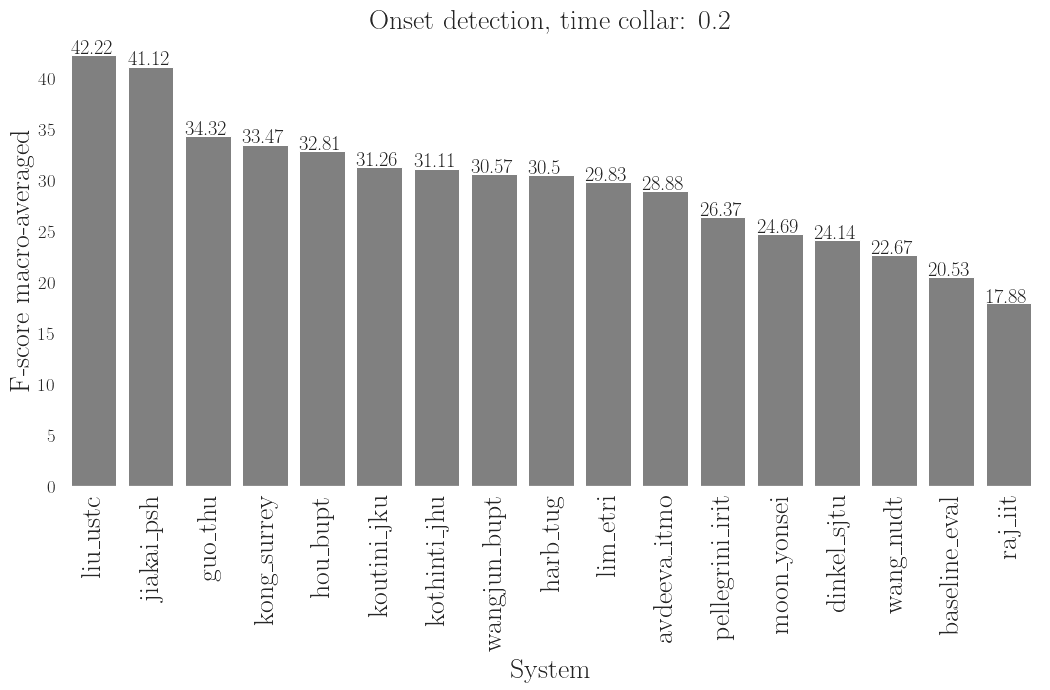 Onset detection, time collar: 0.2
F-score macro-averaged
40
35
30
25
20
15
10
5
0
42.22
41.12
34.32
33.47
32.81
31.26
31.11
30.57
30.5
29.83
28.88
26.37
24.69
24.14
22.67
20.53
17.88
liu_ustc
jiakai_psh
guo_thu
kong_surrey
hou_bupt
koutini_jku
kothinti_jhu
wangjun_bupt
harb_tug
lim_etri
avdeeva_itmo
pellegrini_irit
moon_yonsei
dinkel_sjtu
wang_nudt
baseline_eval
raj_iit
System